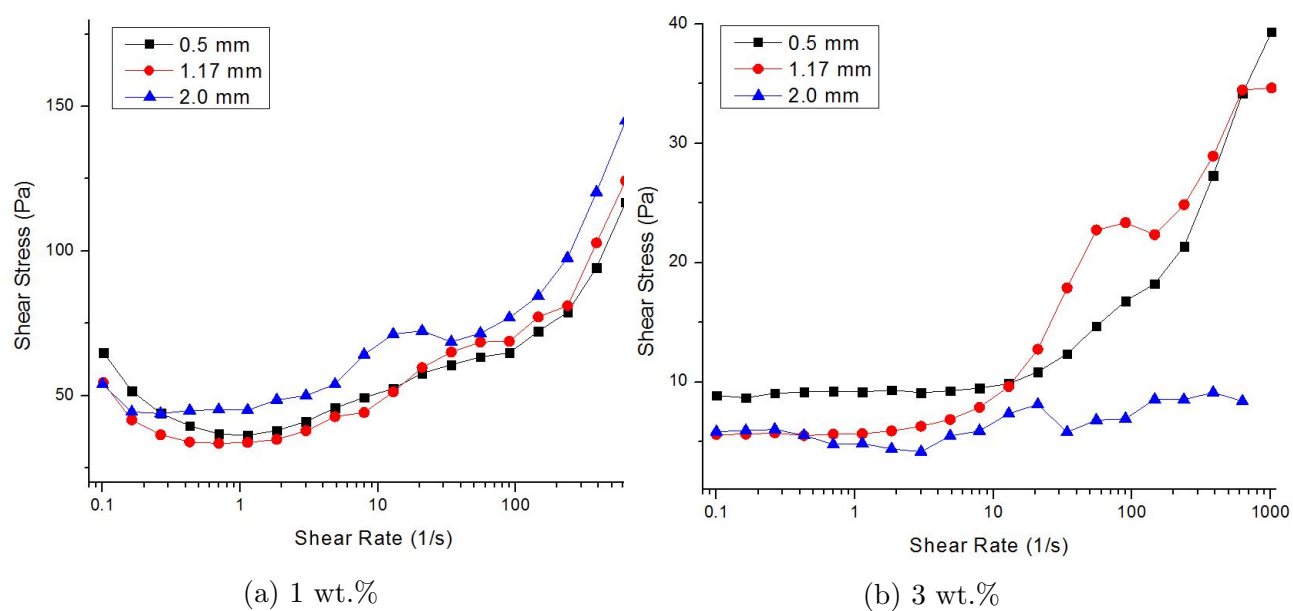 0.5 mm
1.17 mm
2.0 mm
150
100
50
Shear Stress (Pa)
0.1
1
10
100
Shear Rate (1/s)
(a) 1 wt.%
0.5 mm
1.17 mm
2.0 mm
40
30
20
10
Shear Stress (Pa)
0.1
1
10
100
1000
Shear Rate (1/s)
(b) 3 wt.%